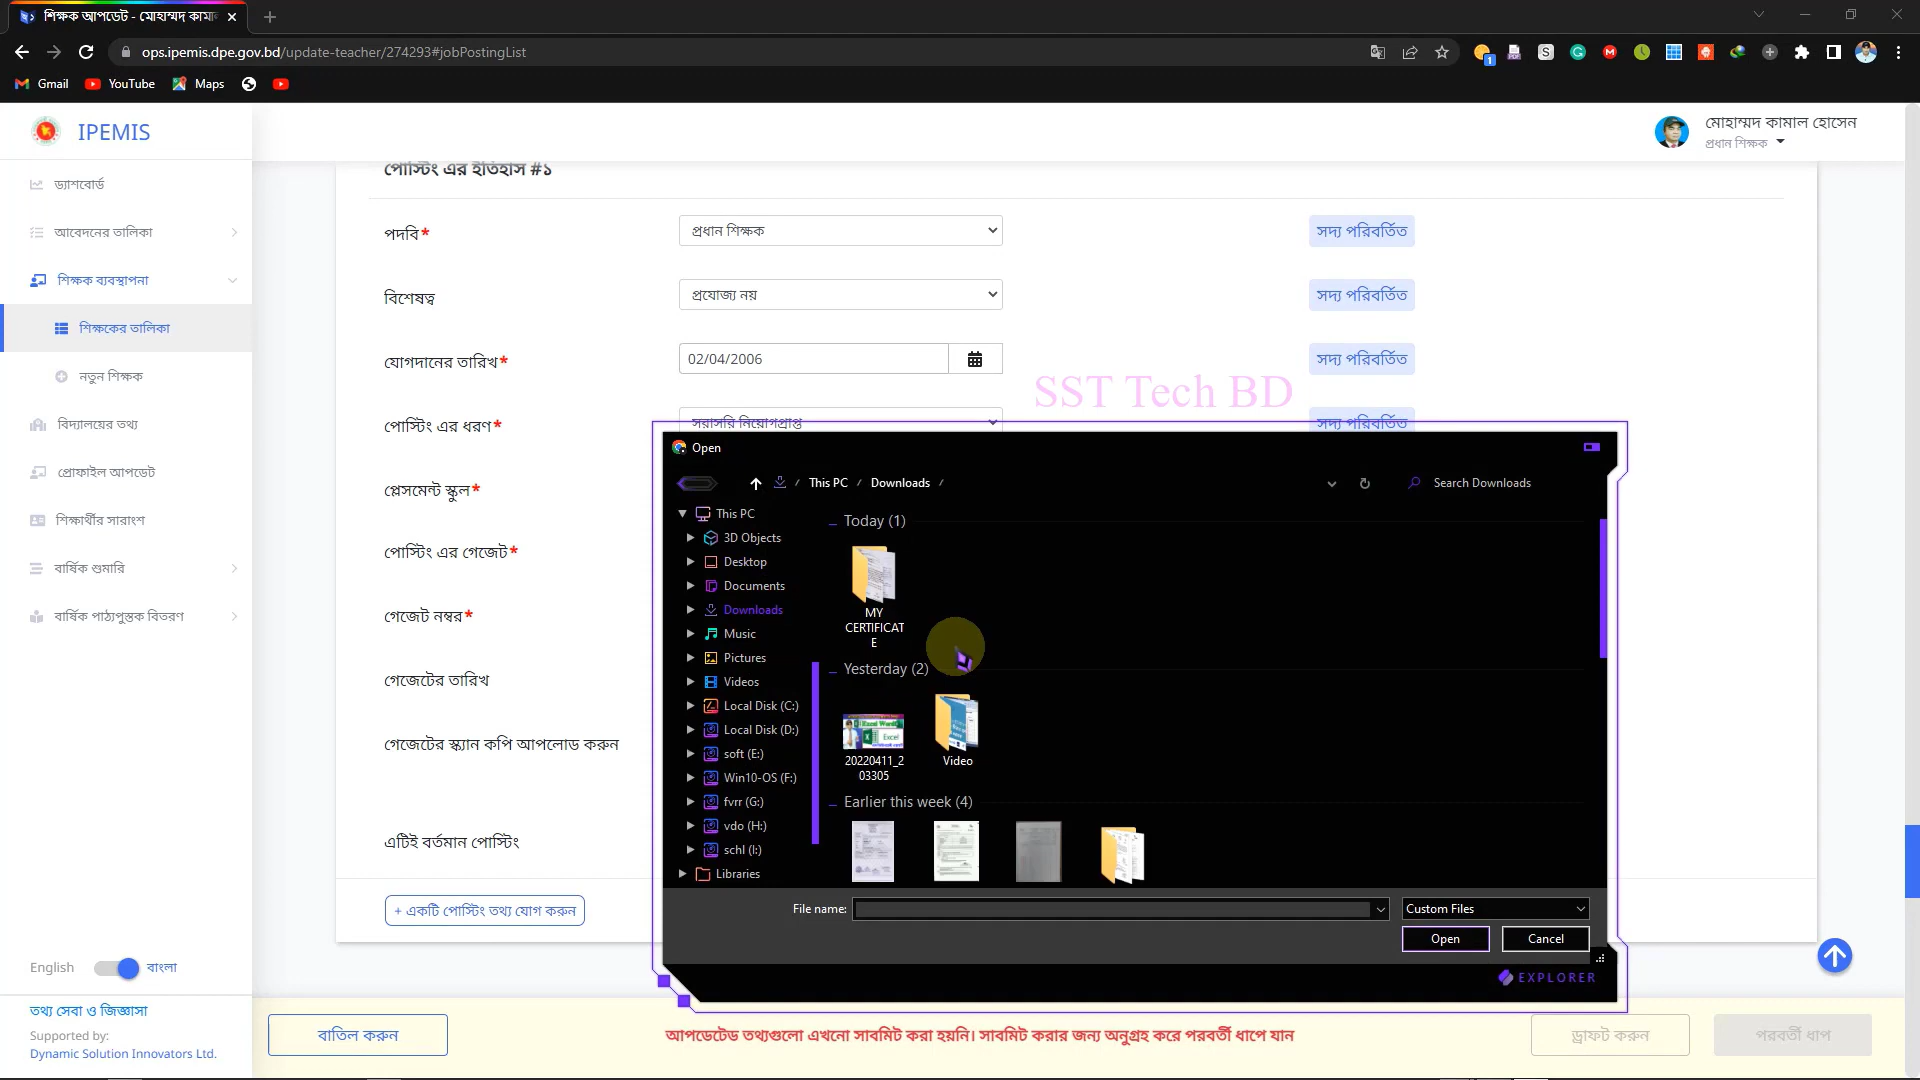 শিক্ষক আপডেট - মোহাম্মদ কামাল
ops.ipemis.dpe.gov.bd/update-teacher/274293#jobPostingList
Gmail
YouTube
Maps
IPEMIS
মোহাম্মদ কামাল হোসেন
প্রধান শিক্ষক
ড্যাশবোর্ড
আবেদনের তালিকা
শিক্ষক ব্যবস্থাপনা
শিক্ষকের তালিকা
নতুন শিক্ষক
বিদ্যালয়ের তথ্য
প্রোফাইল আপডেট
শিক্ষার্থীর সারাংশ
বার্ষিক শুমারি
বার্ষিক পাঠ্যপুস্তক বিতরণ
English
বাংলা
তথ্য সেবা ও জিজ্ঞাসা
Supported by:
Dynamic Solution Innovators Ltd.
পোস্টিং এর ইতিহাস #১
পদবি*
প্রধান শিক্ষক
সদ্য পরিবর্তিত
বিশেষত্ব
প্রযোজ্য নয়
সদ্য পরিবর্তিত
যোগদানের তারিখ*
02/04/2006
সদ্য পরিবর্তিত
SST Tech BD
পোস্টিং এর ধরণ*
সরাসরি নিয়োগপ্রাপ্ত
সদ্য পরিবর্তিত
প্লেসমেন্ট স্কুল*
পোস্টিং এর গেজেট*
গেজেট নম্বর*
গেজেটের তারিখ
গেজেটের স্ক্যান কপি আপলোড করুন
এটিই বর্তমান পোস্টিং
+ একটি পোস্টিং তথ্য যোগ করুন
Open
This PC / Downloads /
Search Downloads
This PC
3D Objects
Desktop
Documents
Downloads
Music
Pictures
Videos
Local Disk (C:)
Local Disk (D:)
soft (E:)
Win10-OS (F:)
fvrr (G:)
vdo (H:)
schl (I:)
Libraries
Today (1)
MY
CERTIFICAT
E
Yesterday (2)
20220411_2
03305
Video
Earlier this week (4)
File name:
Custom Files
Open
Cancel
EXPLORER
বাতিল করুন
আপডেটেড তথ্যগুলো এখনো সাবমিট করা হয়নি। সাবমিট করার জন্য অনুগ্রহ করে পরবর্তী ধাপে যান
ড্রাফট করুন
পরবর্তী ধাপ